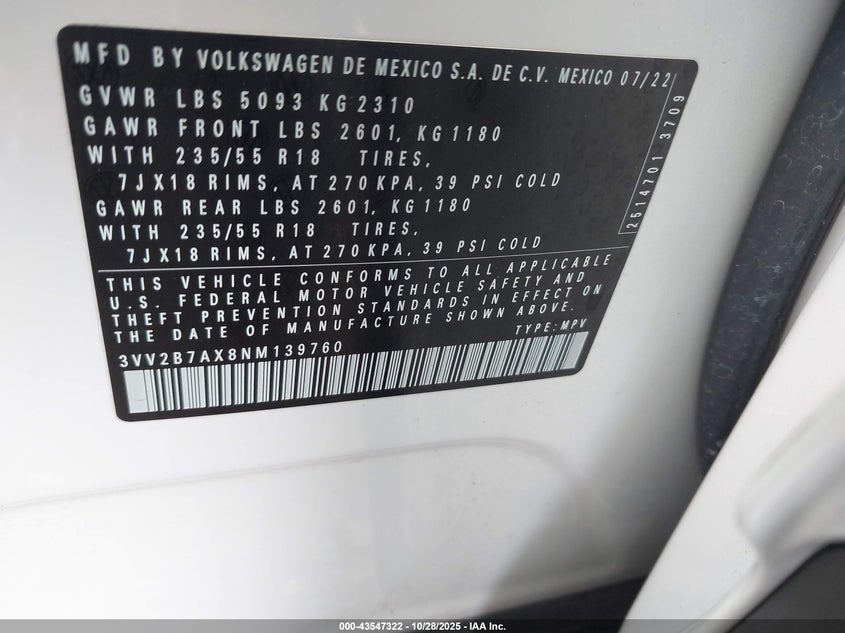 MFD BY VOLKSWAGEN DE MEXICO S.A. DE C.V. MEXICO 07/22
GVWR LBS 5093 KG 2310
GAWR FRONT LBS 2601, KG 1180
WITH 235/55 R18 TIRES,
7JX18 RIMS, AT 270 KPA, 39 PSI COLD
GAWR REAR LBS 2601, KG 1180
WITH 235/55 R18 TIRES,
7JX18 RIMS, AT 270 KPA, 39 PSI COLD
2514701 3709
THIS VEHICLE CONFORMS TO ALL APPLICABLE
U.S. FEDERAL MOTOR VEHICLE SAFETY AND
THEFT PREVENTION STANDARDS IN EFFECT ON
THE DATE OF MANUFACTURE SHOWN ABOVE.
TYPE: MPV
3VV2B7AX8NM139760
000-43547322 - 10/28/2025 - IAA Inc.